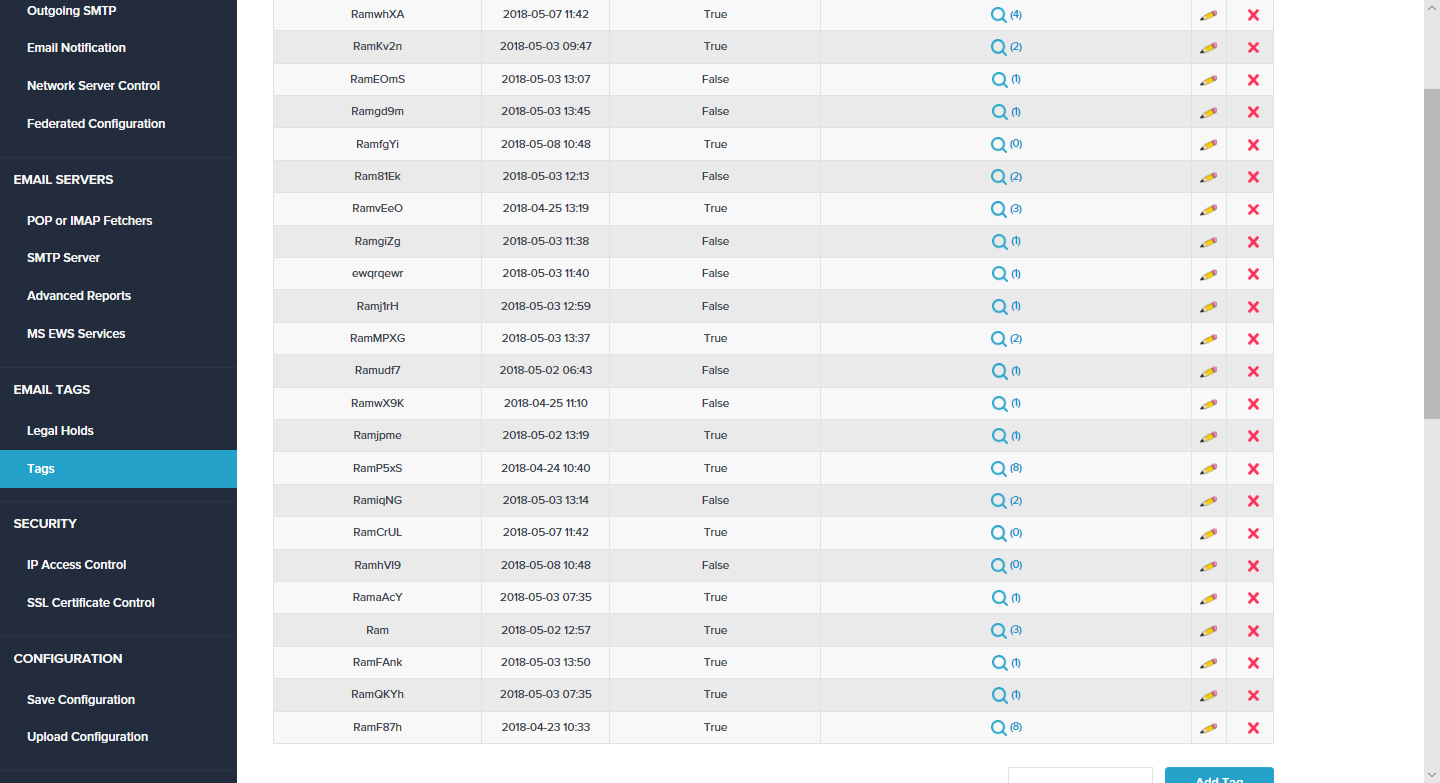 Outgoing SMTP
Email Notification
Network Server Control
Federated Configuration
EMAIL SERVERS
POP or IMAP Fetchers
SMTP Server
Advanced Reports
MS EWS Services
EMAIL TAGS
Legal Holds
Tags
SECURITY
IP Access Control
SSL Certificate Control
CONFIGURATION
Save Configuration
Upload Configuration
RamwhXA 2018-05-07 11:42 True (4)
RamKv2n 2018-05-03 09:47 True (2)
RamEOmS 2018-05-03 13:07 False (1)
Ramgd9m 2018-05-03 13:45 False (1)
RamfgYi 2018-05-08 10:48 True (0)
Ram81Ek 2018-05-03 12:13 False (2)
RamvEeO 2018-04-25 13:19 True (3)
RamgiZg 2018-05-03 11:38 False (1)
ewqrqewr 2018-05-03 11:40 False (1)
Ramj1rH 2018-05-03 12:59 False (1)
RamMPXG 2018-05-03 13:37 True (2)
Ramudf7 2018-05-02 06:43 False (1)
RamwX9K 2018-04-25 11:10 False (1)
Ramjpme 2018-05-02 13:19 True (1)
RamP5xS 2018-04-24 10:40 True (8)
RamiqNG 2018-05-03 13:14 False (2)
RamCrUL 2018-05-07 11:42 True (0)
RamhVl9 2018-05-08 10:48 False (0)
RamaAcY 2018-05-03 07:35 True (1)
Ram 2018-05-02 12:57 True (3)
RamFAnk 2018-05-03 13:50 True (1)
RamQKYh 2018-05-03 07:35 True (1)
RamF87h 2018-04-23 10:33 True (8)
Add Tag